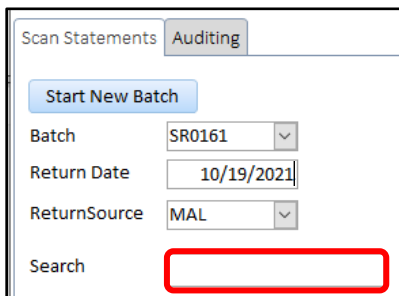 Scan Statements Auditing
Start New Batch
Batch SR0161
Return Date 10/19/2021
ReturnSource MAL
Search